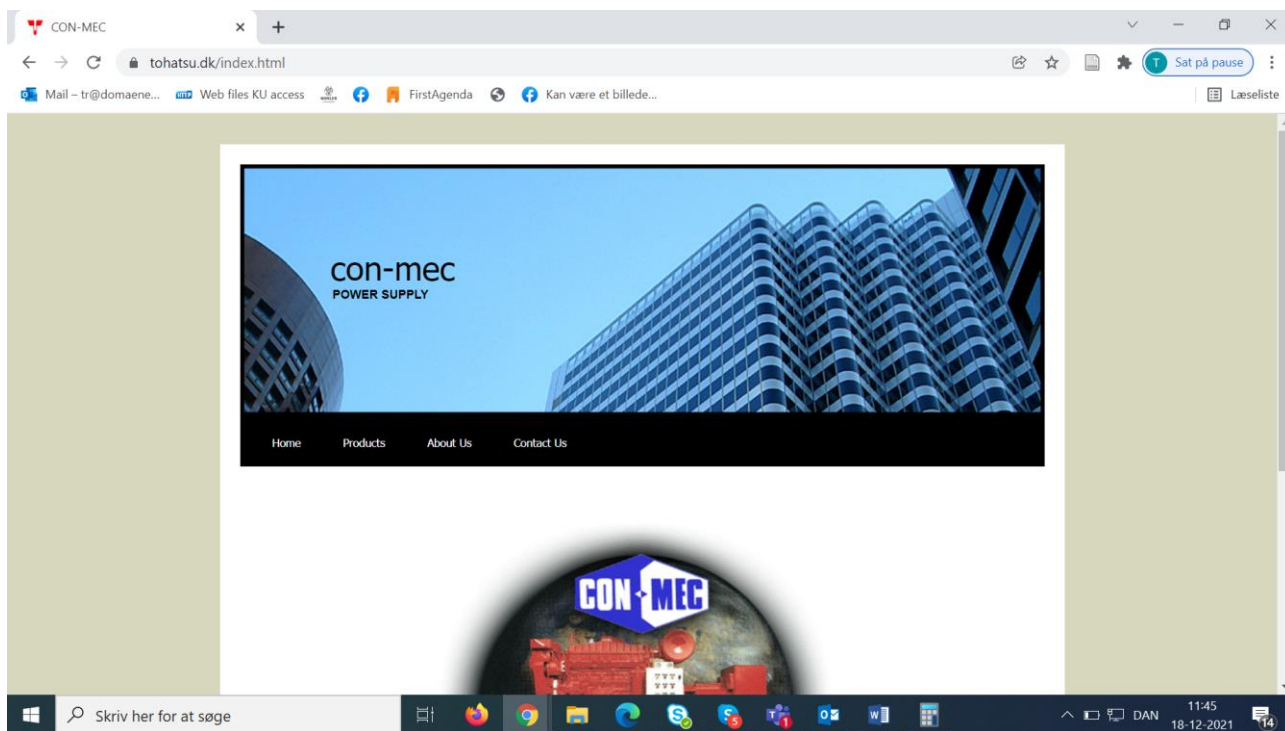 CON-MEC
tohatsu.dk/index.html
T Sat på pause
Mail – tr@domaene... Web files KU access FirstAgenda Kan være et billede... Læseliste
con-mec
POWER SUPPLY
Home Products About Us Contact Us
CON MEC
Skriv her for at søge
DAN
11:45
18-12-2021
14